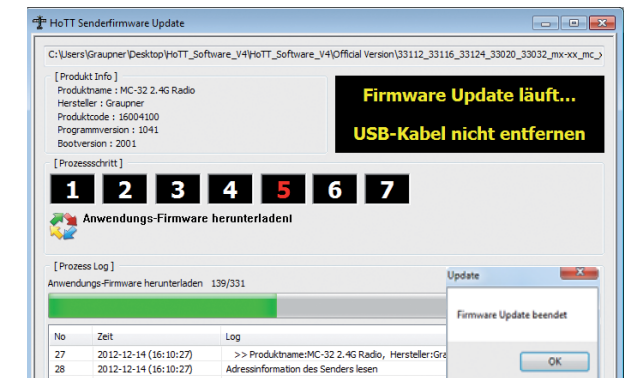 HoTT Senderfirmware Update
C:\Users\Graupner\Desktop\HoTT_Software_V4\HoTT_Software_V4\Official Version\33112_33116_33124_33020_33032_mx-xx_mc_
[Produkt Info ]
Produktname : MC-32 2.4G Radio
Hersteller : Graupner
Produktcode : 16004100
Programmversion : 1041
Bootversion : 2001
Firmware Update läuft...
USB-Kabel nicht entfernen
[Prozessschritt ]
1 2 3 4 5 6 7
Anwendungs-Firmware herunterladen!
[Prozess Log ]
Anwendungs-Firmware herunterladen 139/331
Update
Firmware Update beendet
OK
No Zeit Log
27 2012-12-14 (16:10:27) >> Produktname:MC-32 2.4G Radio, Hersteller:Gra
28 2012-12-14 (16:10:27) Adressinformation des Senders lesen